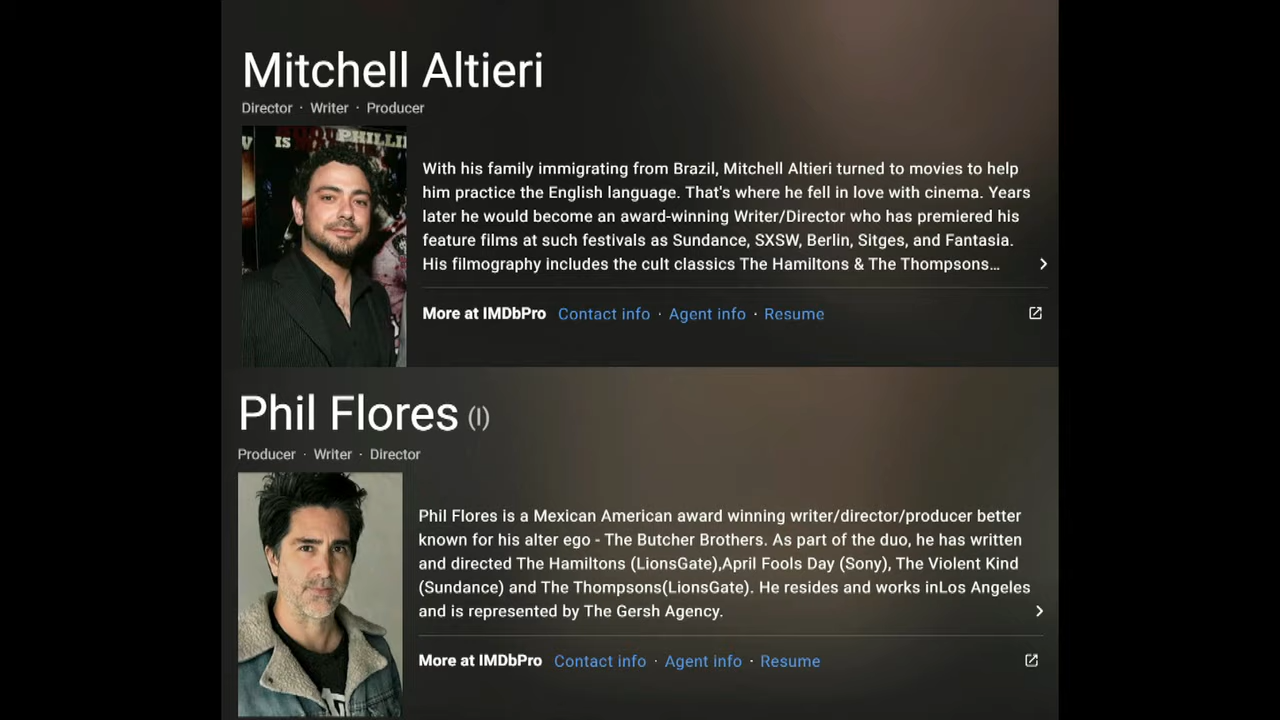 Mitchell Altieri
Director · Writer · Producer
IS PHILLI
With his family immigrating from Brazil, Mitchell Altieri turned to movies to help
him practice the English language. That's where he fell in love with cinema. Years
later he would become an award-winning Writer/Director who has premiered his
feature films at such festivals as Sundance, SXSW, Berlin, Sitges, and Fantasia.
His filmography includes the cult classics The Hamiltons & The Thompsons...
More at IMDbPro Contact info · Agent info · Resume
Phil Flores (I)
Producer · Writer · Director
Phil Flores is a Mexican American award winning writer/director/producer better
known for his alter ego - The Butcher Brothers. As part of the duo, he has written
and directed The Hamiltons (LionsGate),April Fools Day (Sony), The Violent Kind
(Sundance) and The Thompsons(LionsGate). He resides and works inLos Angeles
and is represented by The Gersh Agency.
More at IMDbPro Contact info · Agent info · Resume